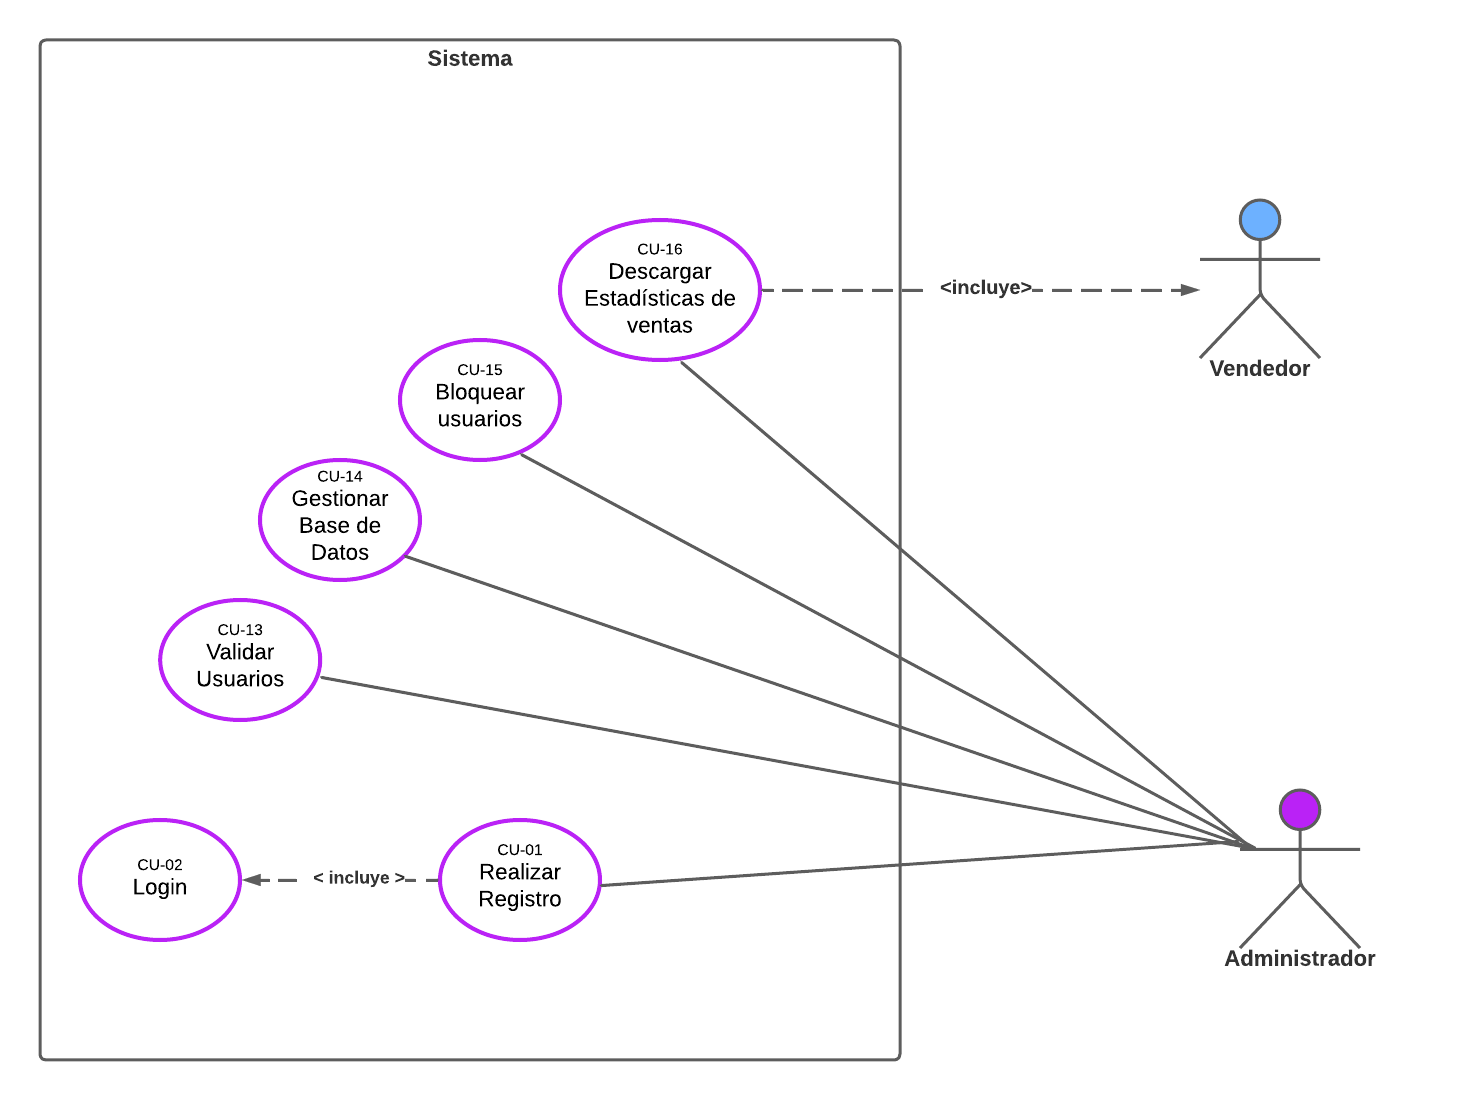 Sistema
CU-16
Descargar
Estadísticas de
ventas
<incluye>
Vendedor
CU-15
Bloquear
usuarios
CU-14
Gestionar
Base de
Datos
CU-13
Validar
Usuarios
CU-02
Login
< incluye >
CU-01
Realizar
Registro
Administrador